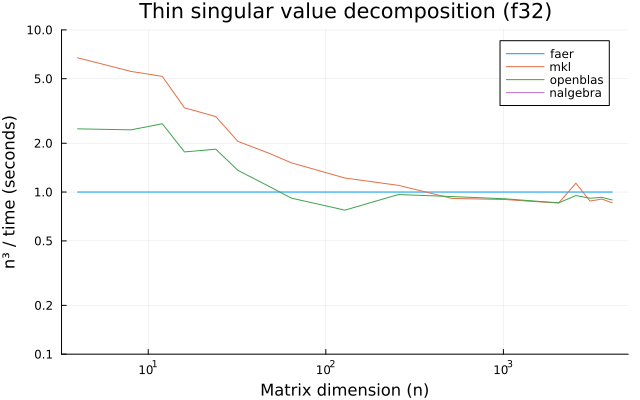 Thin singular value decomposition (f32)
n³ / time (seconds)
10.0
5.0
2.0
1.0
0.5
0.2
0.1
faer
mkl
openblas
nalgebra
10¹
10²
10³
Matrix dimension (n)